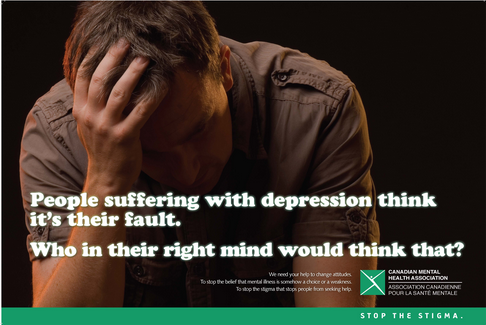 People suffering with depression think
it's their fault.
Who in their right mind would think that?
We need your help to change attitudes.
To stop the belief that mental illness is somehow a choice or a weakness.
To stop the stigma that stops people from seeking help.
CANADIAN MENTAL
HEALTH ASSOCIATION
ASSOCIATION CANADIENNE
POUR LA SANTÉ MENTALE
STOP THE STIGMA.